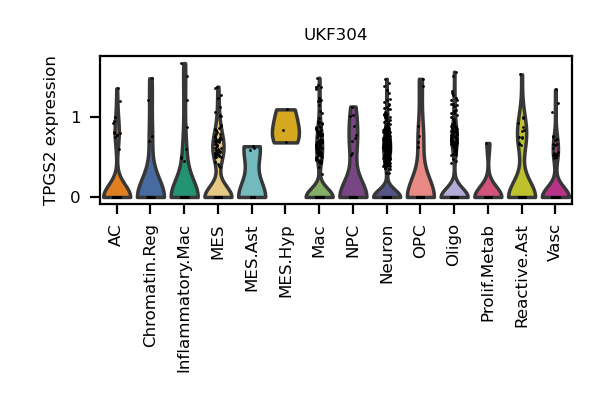 UKF304
TPGS2 expression
1
0
AC
Chromatin.Reg
Inflammatory.Mac
MES
MES.Ast
MES.Hyp
Mac
NPC
Neuron
OPC
Oligo
Prolif.Metab
Reactive.Ast
Vasc